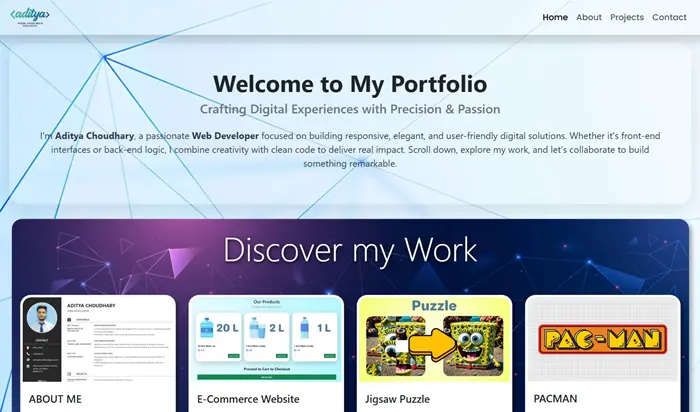 <aditya>
Home About Projects Contact
Welcome to My Portfolio
Crafting Digital Experiences with Precision & Passion
I'm Aditya Choudhary, a passionate Web Developer focused on building responsive, elegant, and user-friendly digital solutions. Whether it's front-end
interfaces or back-end logic, I combine creativity with clean code to deliver real impact. Scroll down, explore my work, and let's collaborate to build
something remarkable.
Discover my Work
ADITYA CHOUDHARY
CONTACT
ABOUT ME
Our Products
20 L
2 L
1 L
Proceed to Cart to Checkout
E-Commerce Website
Puzzle
Jigsaw Puzzle
PAC-MAN
PACMAN